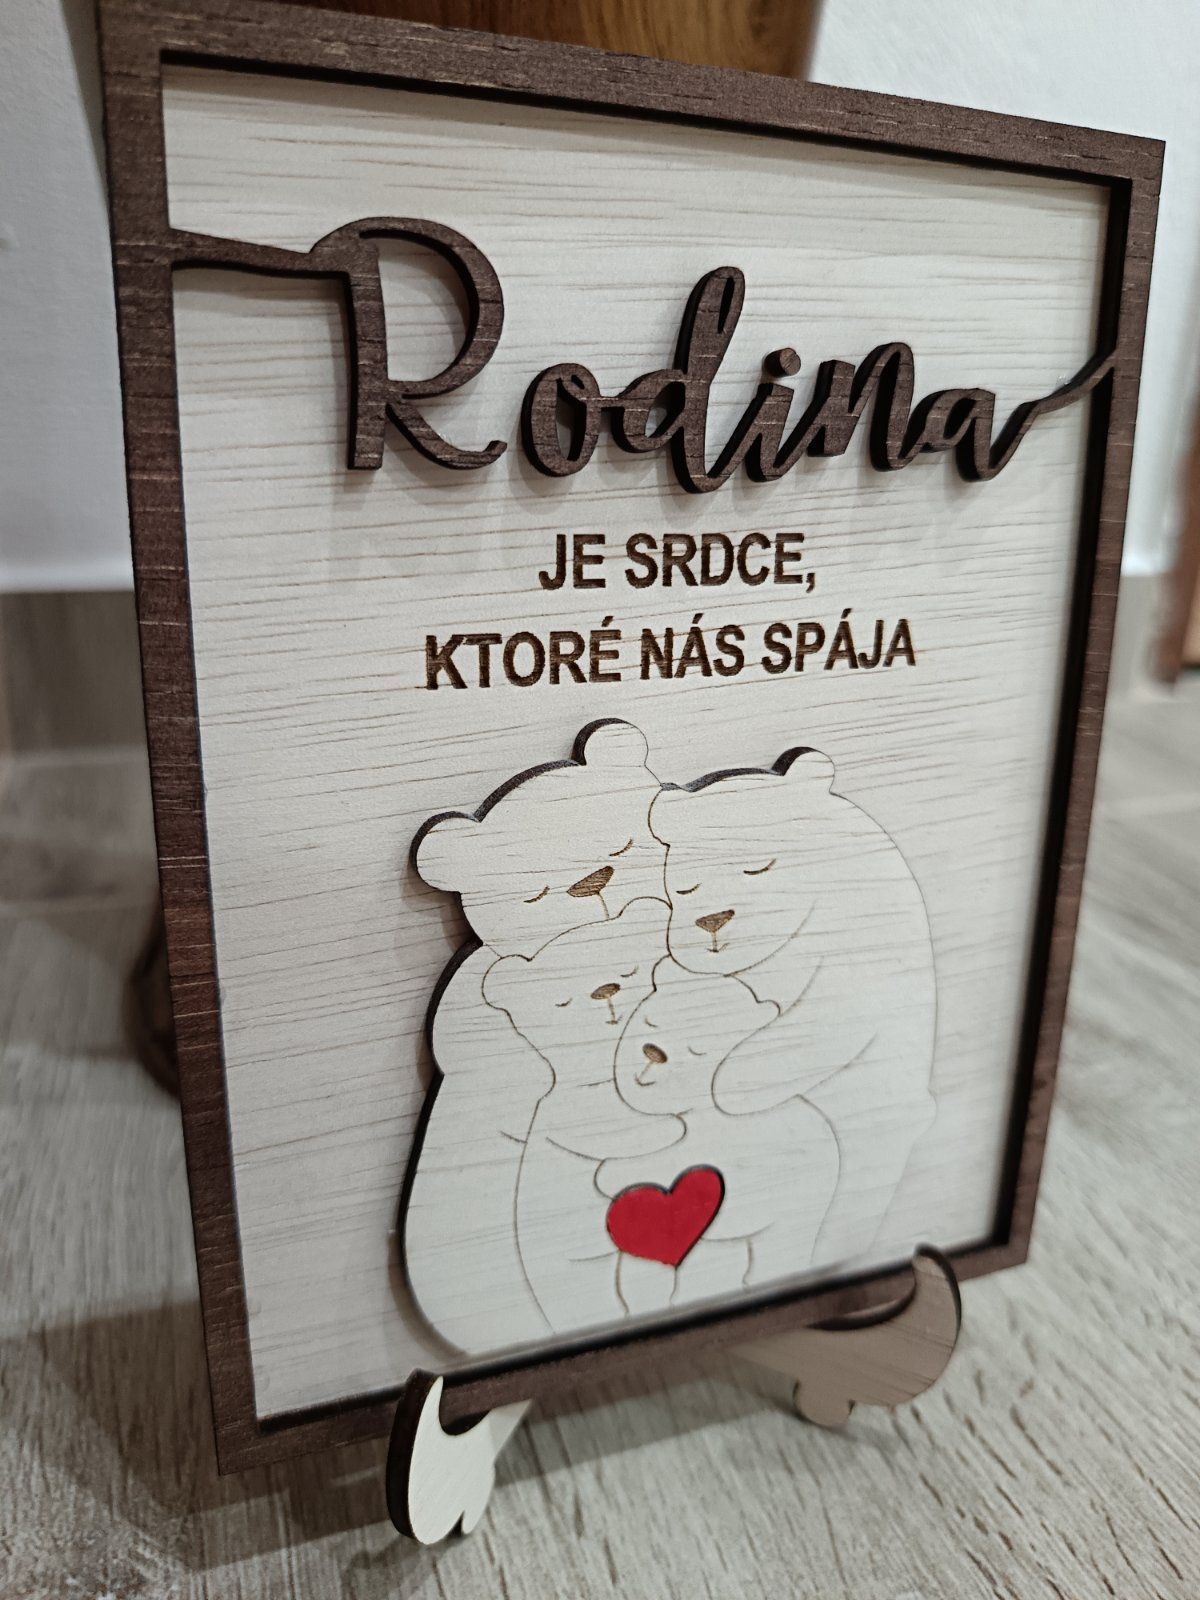 Rodina
JE SRDCE,
KTORÉ NÁS SPÁJA